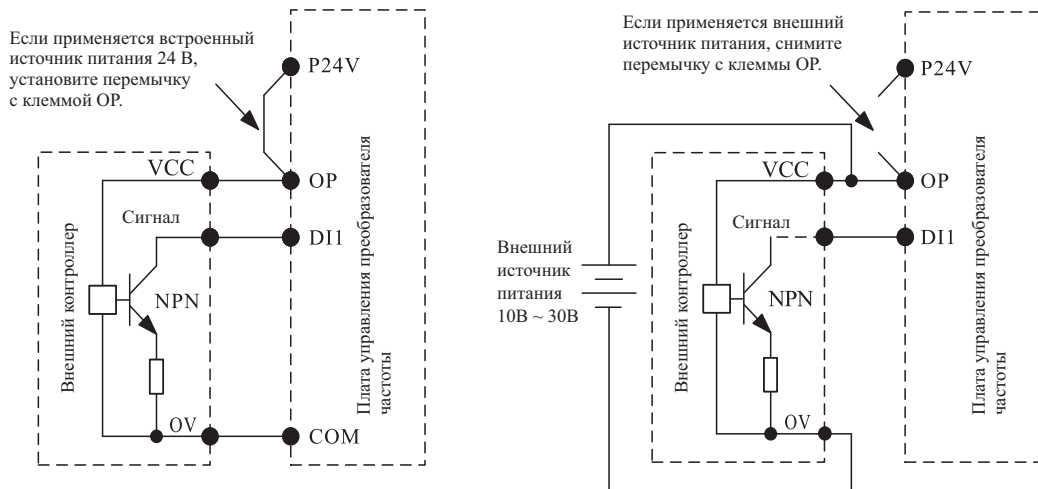 Если применяется встроенный
источник питания 24 В,
установите перемычку
с клеммой OP.
P24V
VCC
OP
Сигнал
DI1
NPN
Внешний контроллер
OV
COM
Плата управления преобразователя
частоты
Если применяется внешний
источник питания, снимите
перемычку с клеммы OP.
P24V
VCC
OP
Сигнал
DI1
Внешний
источник
питания
10В ~ 30В
NPN
Внешний контроллер
OV
Плата управления преобразователя
частоты